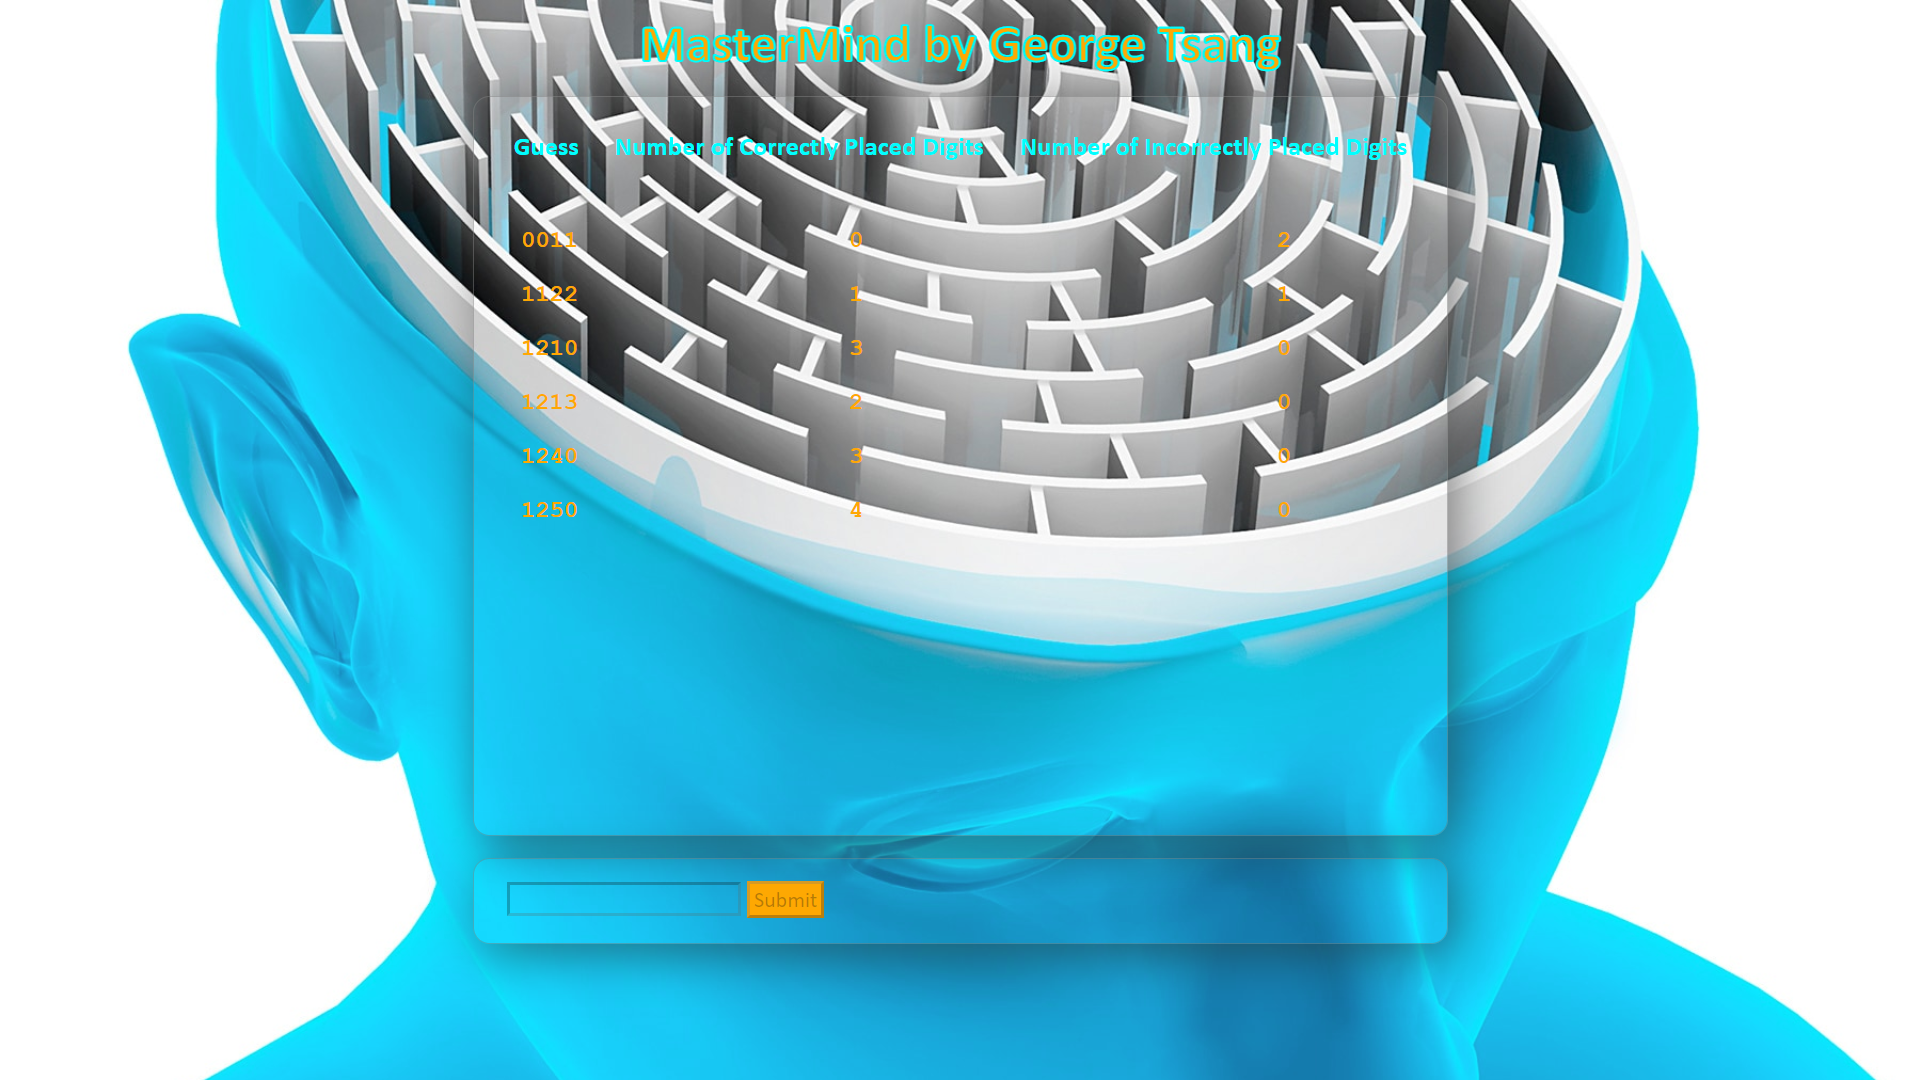 MasterMind by George Tsang
Guess Number of Correctly Placed Digits Number of Incorrectly Placed Digits
0011 0 2
1122 1 1
1210 3 0
1213 2 0
1240 3 0
1250 4 0
Submit